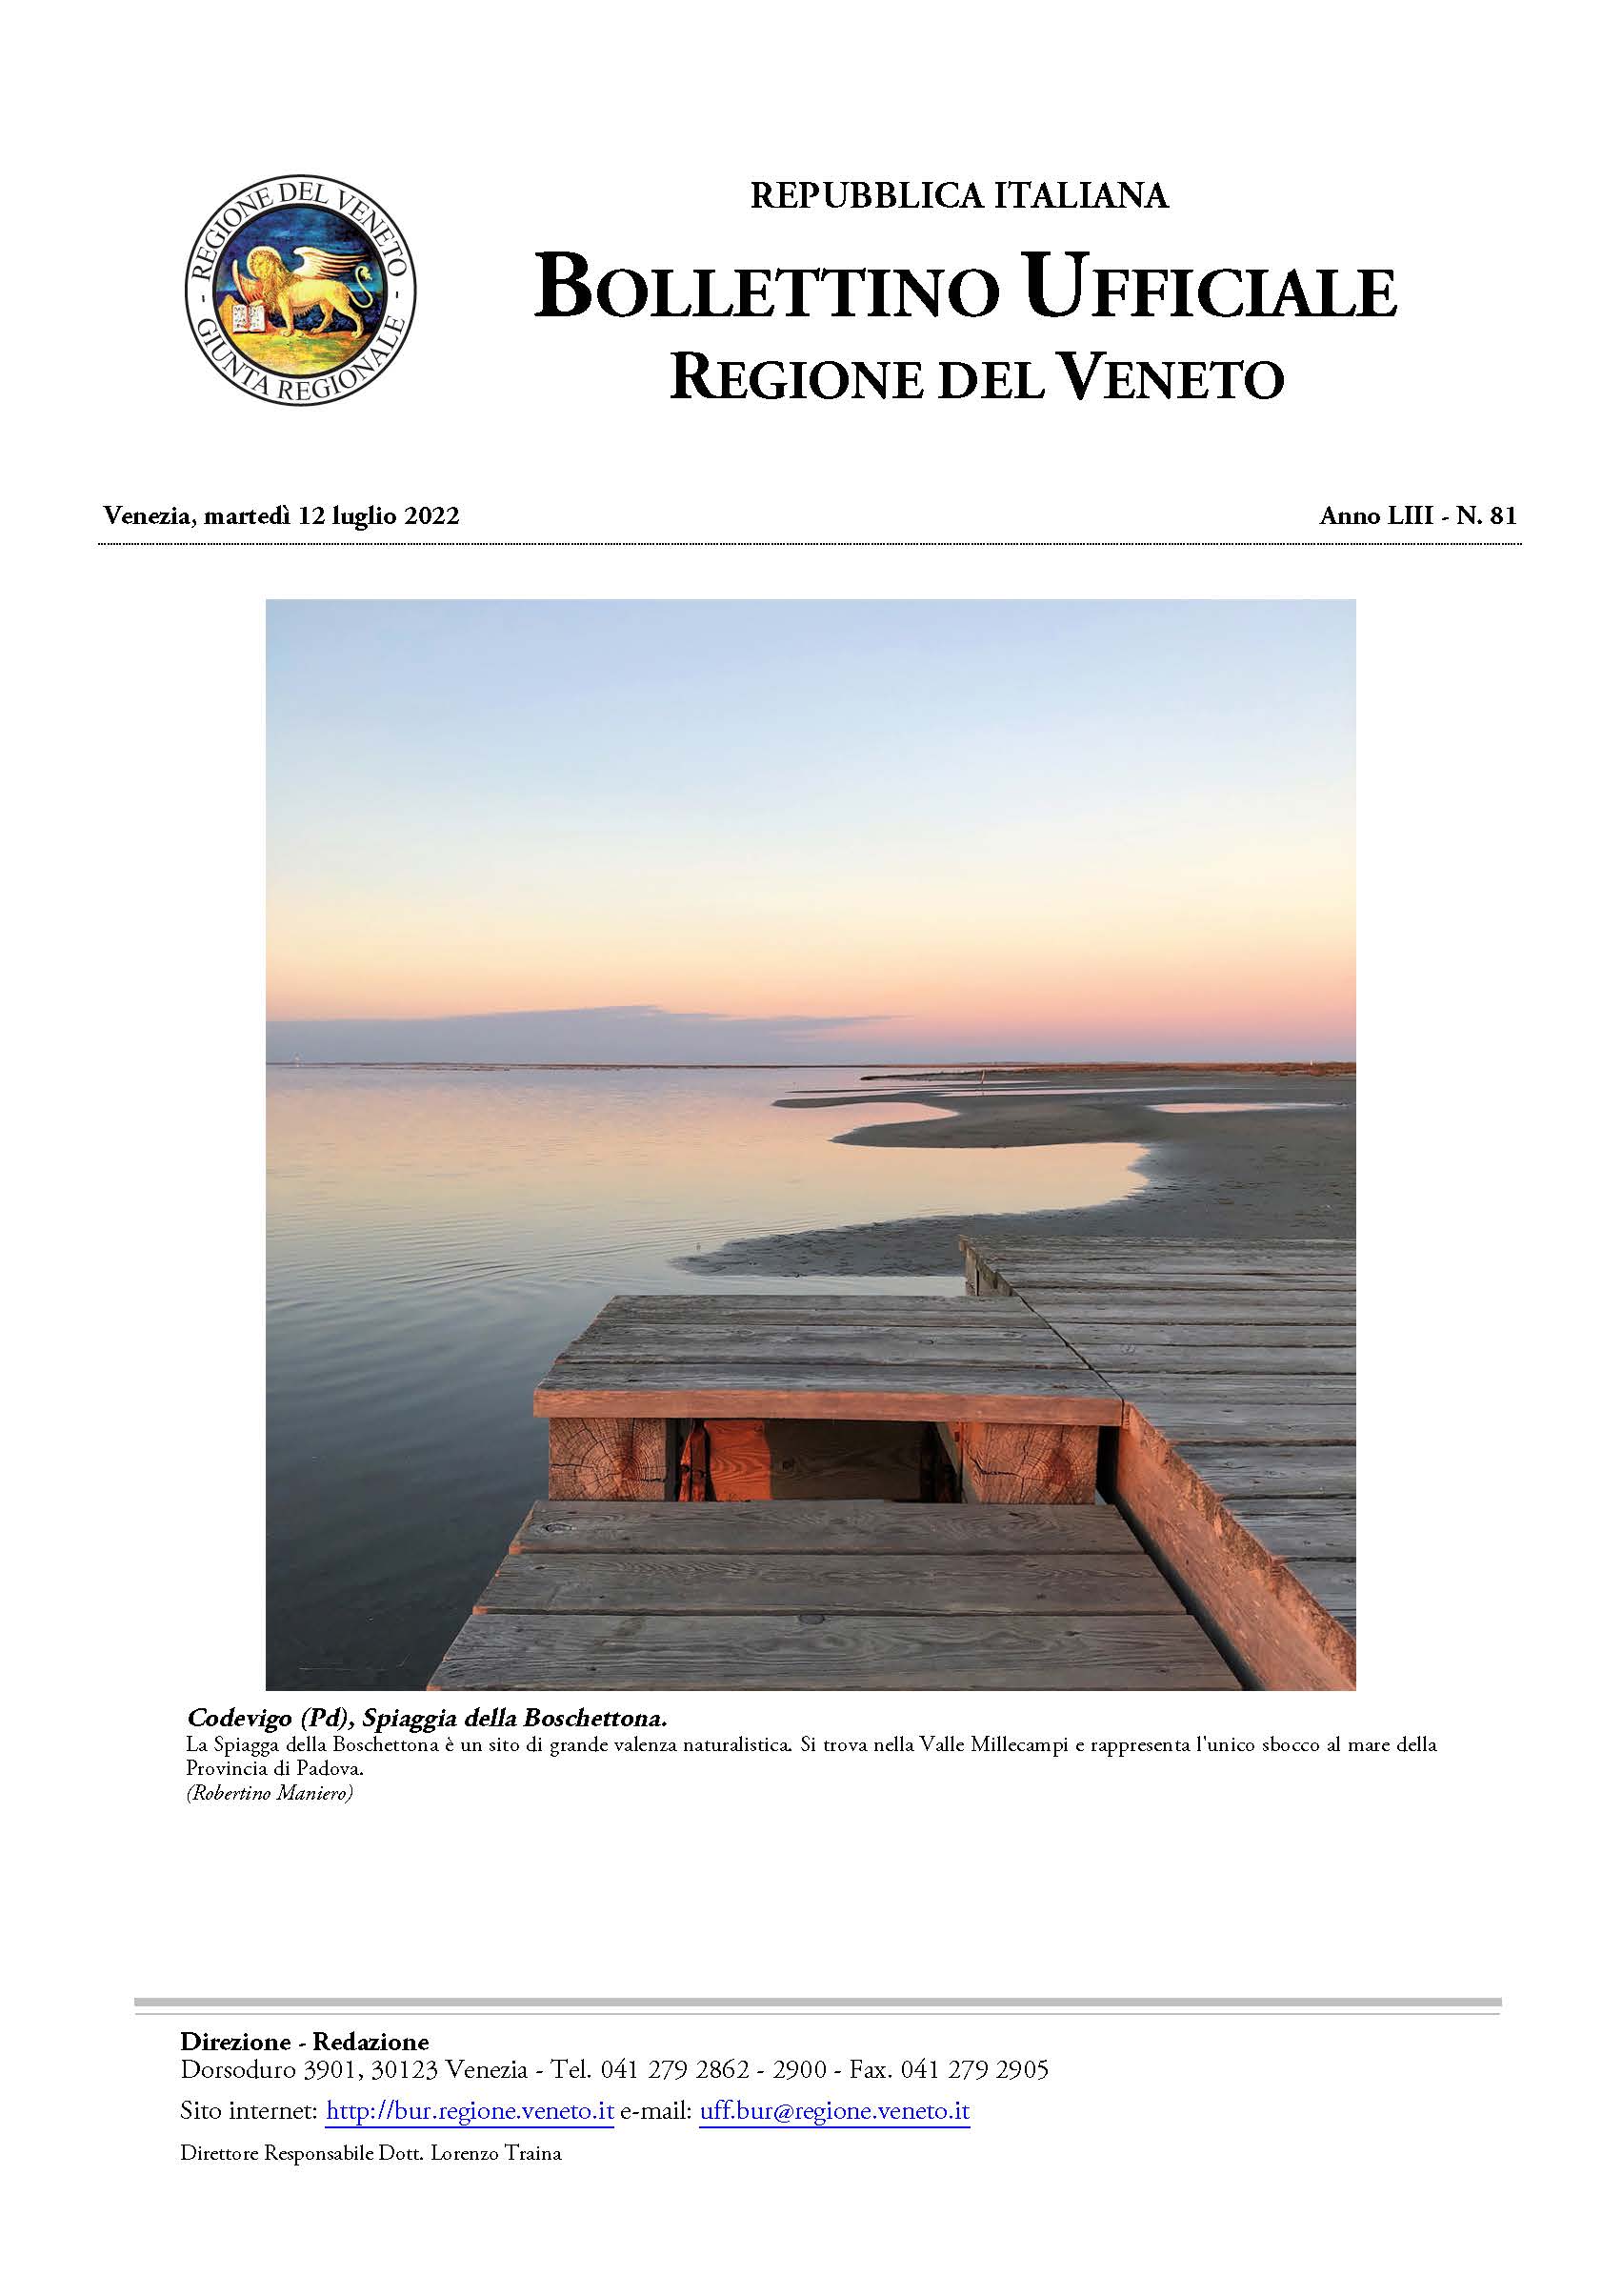 REGIONE DEL VENETO
GIUNTA REGIONALE
REPUBBLICA ITALIANA
BOLLETTINO UFFICIALE
REGIONE DEL VENETO
Venezia, martedì 12 luglio 2022
Anno LIII - N. 81
Codevigo (Pd), Spiaggia della Boschettona.
La Spiagga della Boschettona è un sito di grande valenza naturalistica. Si trova nella Valle Millecampi e rappresenta l'unico sbocco al mare della
Provincia di Padova.
(Robertino Maniero)
Direzione - Redazione
Dorsoduro 3901, 30123 Venezia - Tel. 041 279 2862 - 2900 - Fax. 041 279 2905
Sito internet: http://bur.regione.veneto.it e-mail: uff.bur@regione.veneto.it
Direttore Responsabile Dott. Lorenzo Traina